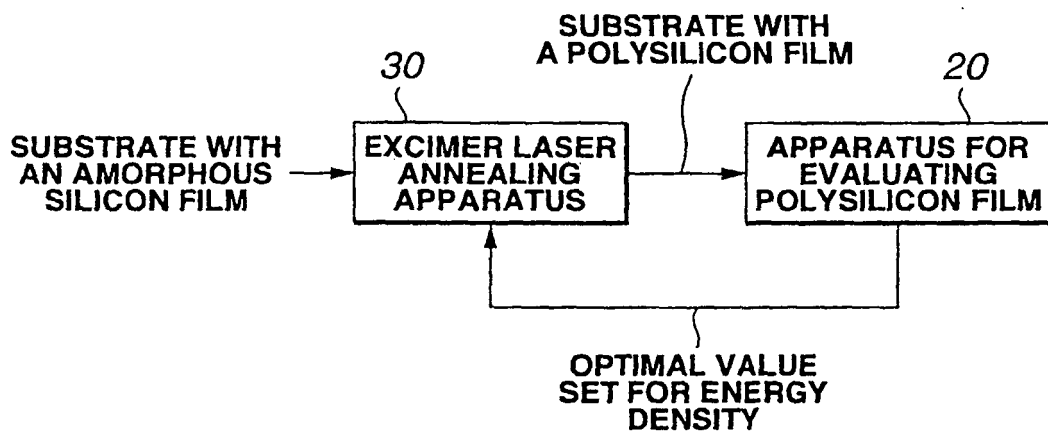 SUBSTRATE WITH
A POLYSILICON FILM
30
20
SUBSTRATE WITH
AN AMORPHOUS
SILICON FILM
EXCIMER LASER
ANNEALING
APPARATUS
APPARATUS FOR
EVALUATING
POLYSILICON FILM
OPTIMAL VALUE
SET FOR ENERGY
DENSITY